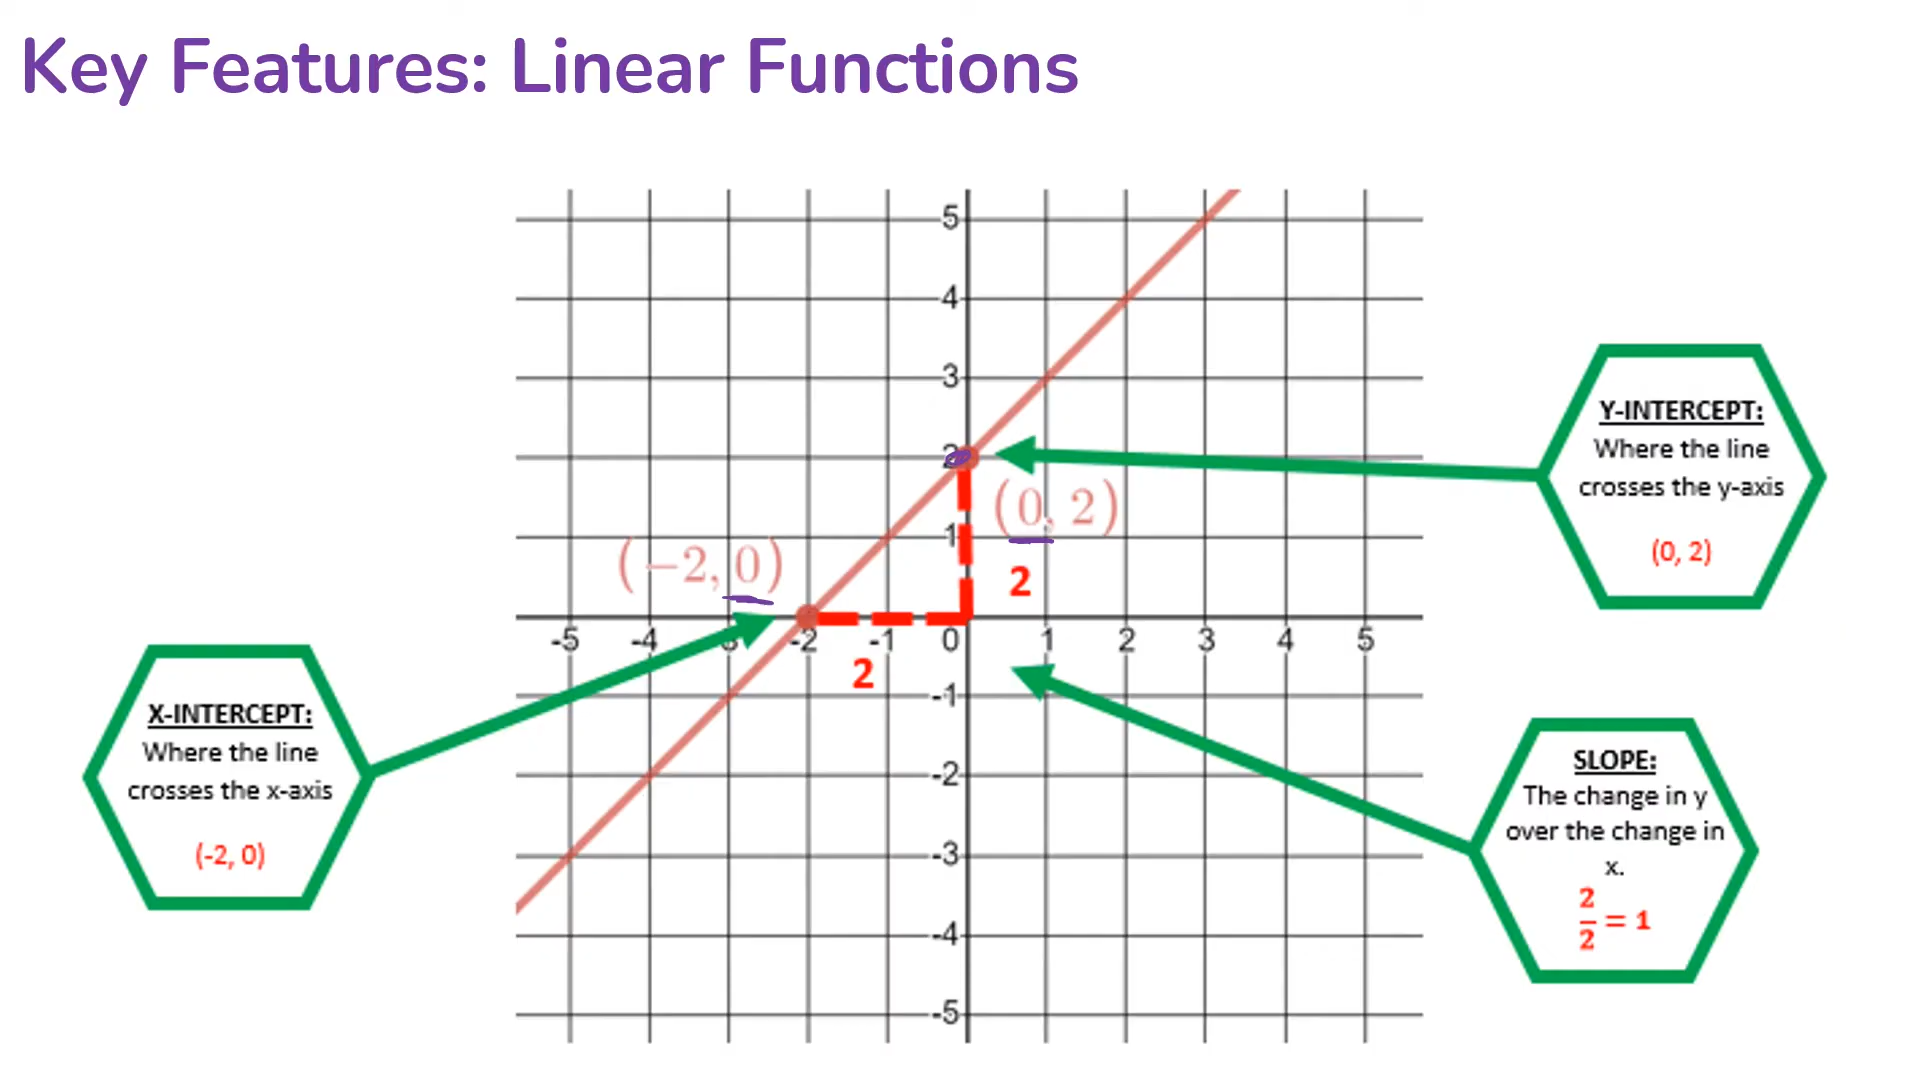 Key Features: Linear Functions
5
4
3
2
1
(0, 2)
2
(−2, 0)
-5 -4 -3 -2 -1 0 1 2 3 4 5
2
-1
-2
-3
-4
-5
Y-INTERCEPT:
Where the line
crosses the y-axis
(0, 2)
X-INTERCEPT:
Where the line
crosses the x-axis
(-2, 0)
SLOPE:
The change in y
over the change in
x.
2
2 = 1